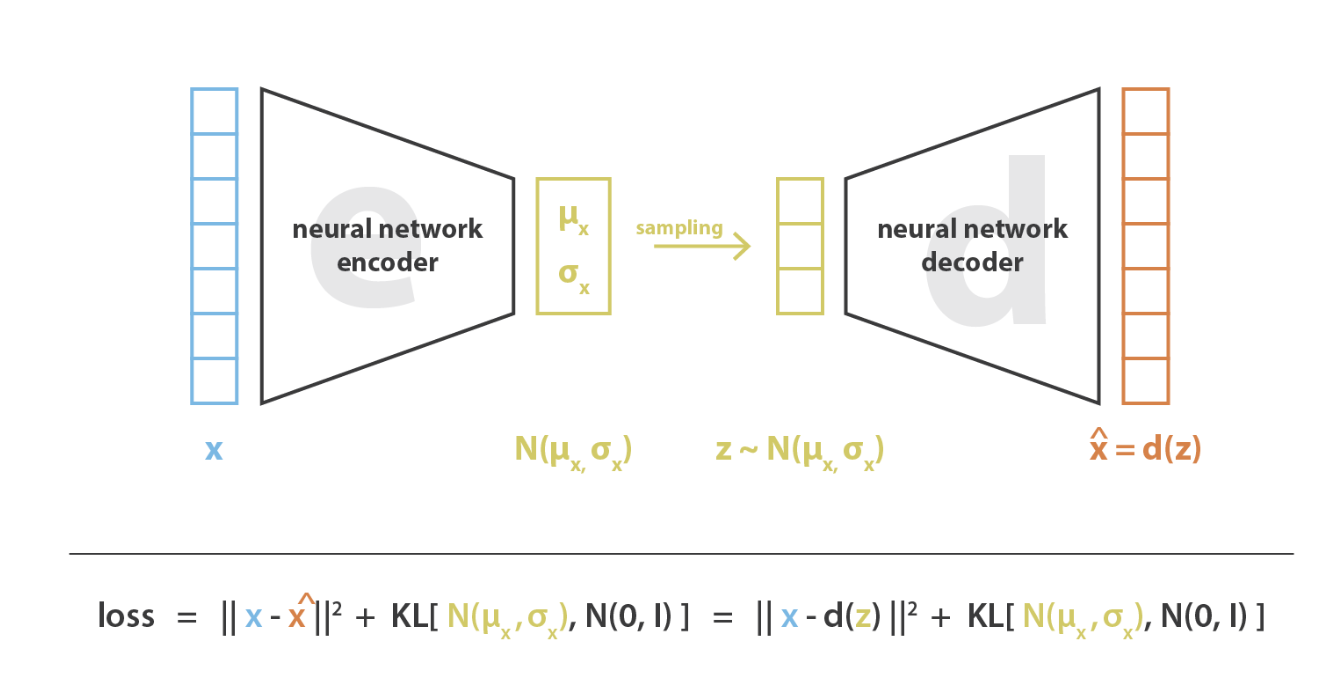 e
neural network
encoder
μx
σx
sampling
d
neural network
decoder
x
N(μx, σx)
z ~ N(μx, σx)
x̂ = d(z)
loss = || x - x̂ ||² + KL[ N(μx , σx), N(0, I) ] = || x - d(z) ||² + KL[ N(μx , σx), N(0, I) ]